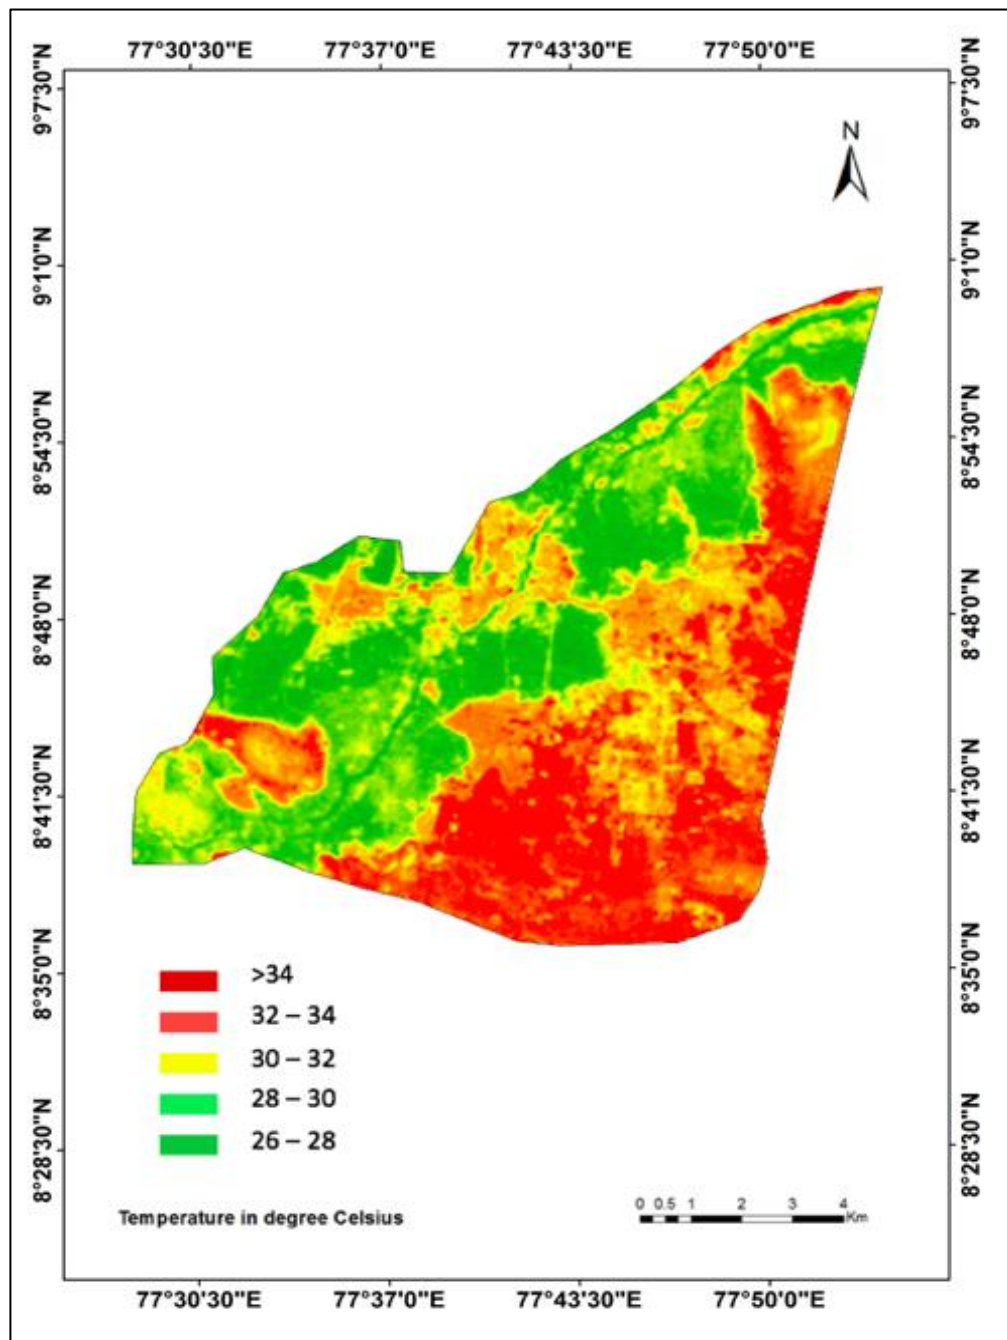 77°30'30"E 77°37'0"E 77°43'30"E 77°50'0"E
9°7'30"N
9°7'30"N
N
9°1'0"N
9°1'0"N
8°54'30"N
8°54'30"N
8°48'0"N
8°48'0"N
8°41'30"N
8°41'30"N
8°35'0"N
8°35'0"N
>34
32 – 34
30 – 32
28 – 30
26 – 28
8°28'30"N
8°28'30"N
Temperature in degree Celsius
0 0.5 1 2 3 4
Km
77°30'30"E 77°37'0"E 77°43'30"E 77°50'0"E